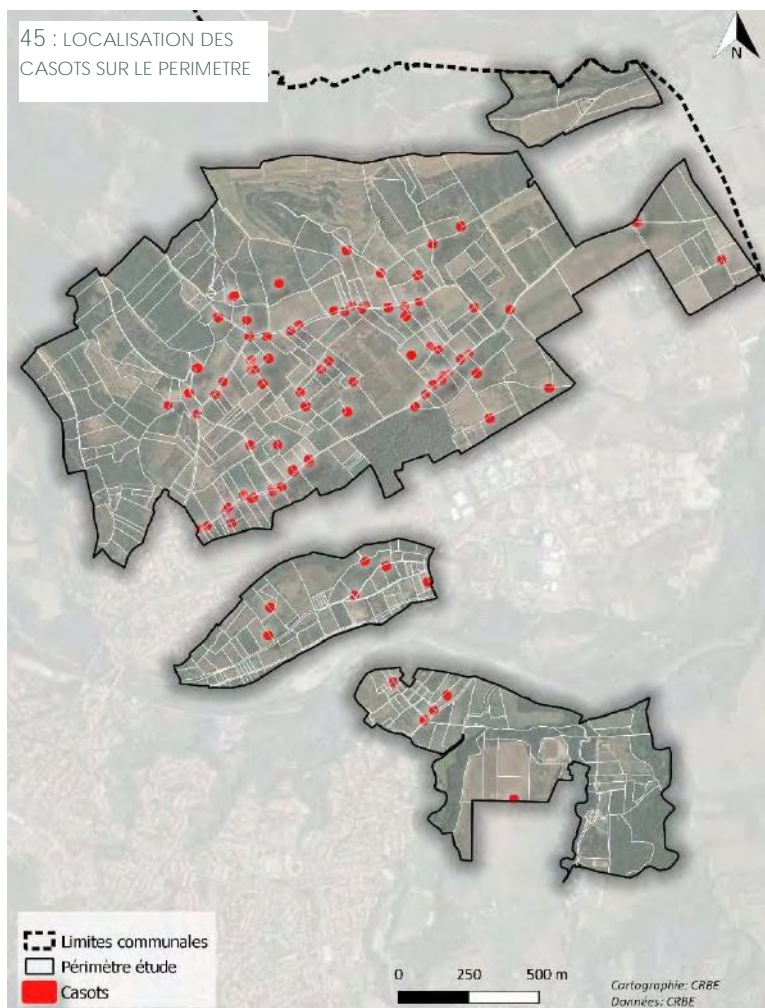 45 : LOCALISATION DES
CASOTS SUR LE PERIMETRE
N
Limites communales
Périmètre étude
Casots
0 250 500 m
Cartographie: CRBE
Données: CRBE